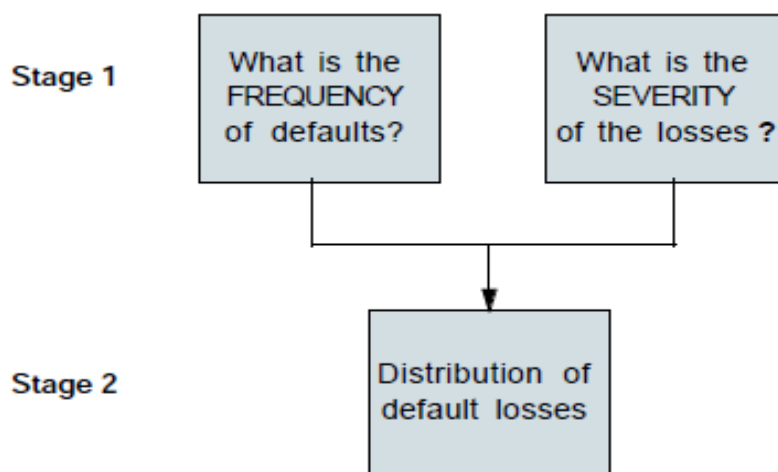 Stage 1
What is the
FREQUENCY
of defaults?
What is the
SEVERITY
of the losses ?
Stage 2
Distribution of
default losses